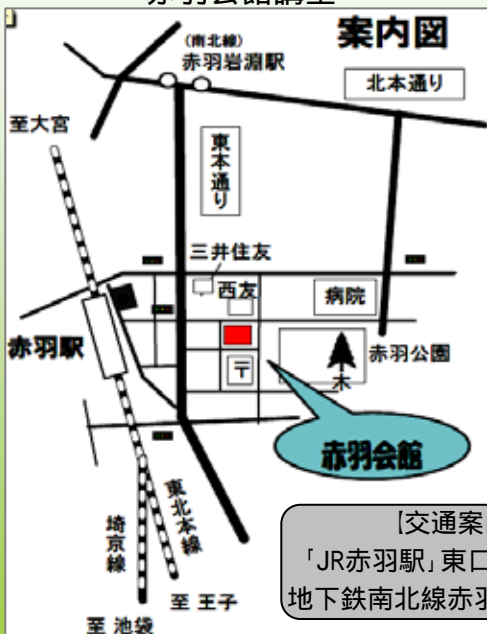 案内図
(南北線)
赤羽岩淵駅
北本通り
至大宮
東本通り
三井住友
西友
病院
赤羽駅
〒
木
赤羽公園
赤羽会館
東北本線
埼京線
至 王子
至 池袋
【交通案
「JR赤羽駅」東口
地下鉄南北線赤羽